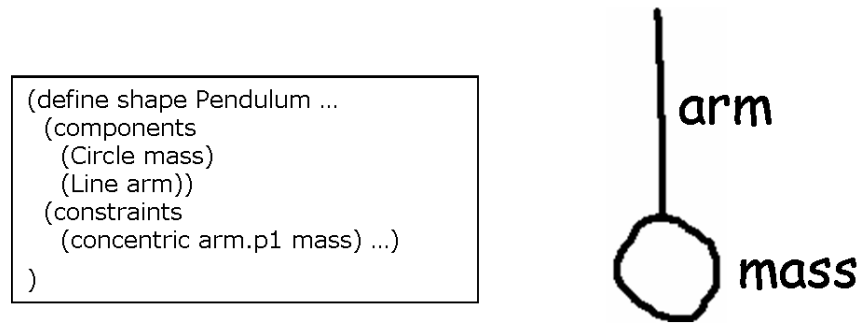 (define shape Pendulum ...
(components
(Circle mass)
(Line arm))
(constraints
(concentric arm.p1 mass) ...)
)
arm
mass